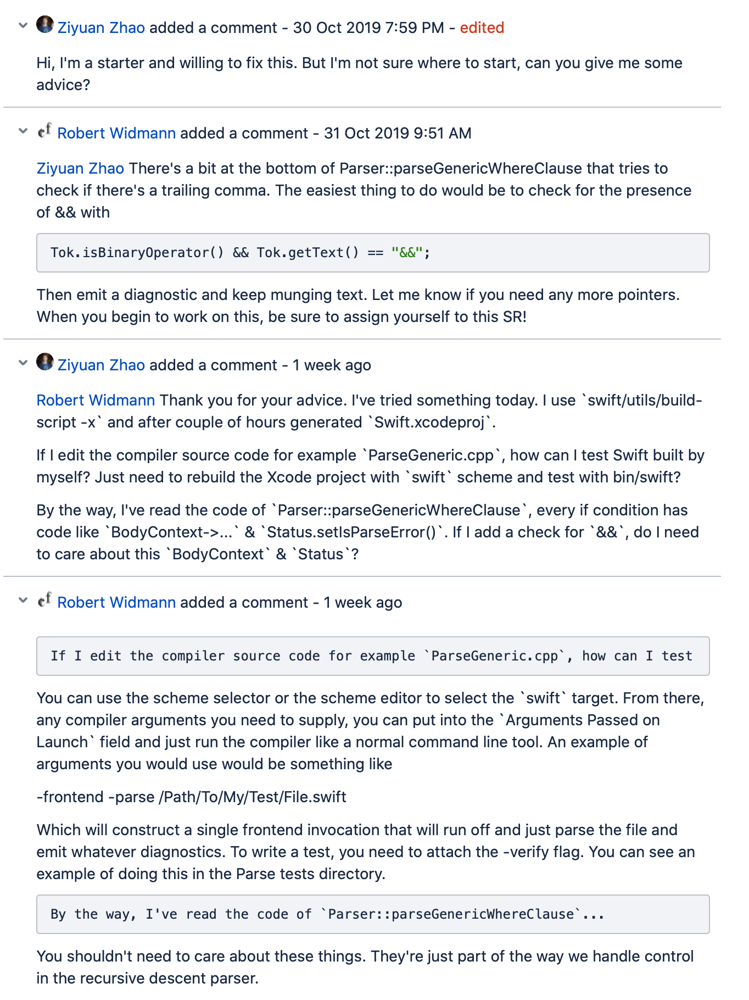 Ziyuan Zhao added a comment - 30 Oct 2019 7:59 PM - edited
Hi, I'm a starter and willing to fix this. But I'm not sure where to start, can you give me some
advice?
Robert Widmann added a comment - 31 Oct 2019 9:51 AM
Ziyuan Zhao There's a bit at the bottom of Parser::parseGenericWhereClause that tries to
check if there's a trailing comma. The easiest thing to do would be to check for the presence
of && with
Tok.isBinaryOperator() && Tok.getText() == "&&";
Then emit a diagnostic and keep munging text. Let me know if you need any more pointers.
When you begin to work on this, be sure to assign yourself to this SR!
Ziyuan Zhao added a comment - 1 week ago
Robert Widmann Thank you for your advice. I've tried something today. I use `swift/utils/build-
script -x` and after couple of hours generated `Swift.xcodeproj`.
If I edit the compiler source code for example `ParseGeneric.cpp`, how can I test Swift built by
myself? Just need to rebuild the Xcode project with `swift` scheme and test with bin/swift?
By the way, I've read the code of `Parser::parseGenericWhereClause`, every if condition has
code like `BodyContext->...` & `Status.setIsParseError()`. If I add a check for `&&`, do I need
to care about this `BodyContext` & `Status`?
Robert Widmann added a comment - 1 week ago
If I edit the compiler source code for example `ParseGeneric.cpp`, how can I test
You can use the scheme selector or the scheme editor to select the `swift` target. From there,
any compiler arguments you need to supply, you can put into the `Arguments Passed on
Launch` field and just run the compiler like a normal command line tool. An example of
arguments you would use would be something like
-frontend -parse /Path/To/My/Test/File.swift
Which will construct a single frontend invocation that will run off and just parse the file and
emit whatever diagnostics. To write a test, you need to attach the -verify flag. You can see an
example of doing this in the Parse tests directory.
By the way, I've read the code of `Parser::parseGenericWhereClause`...
You shouldn't need to care about these things. They're just part of the way we handle control
in the recursive descent parser.